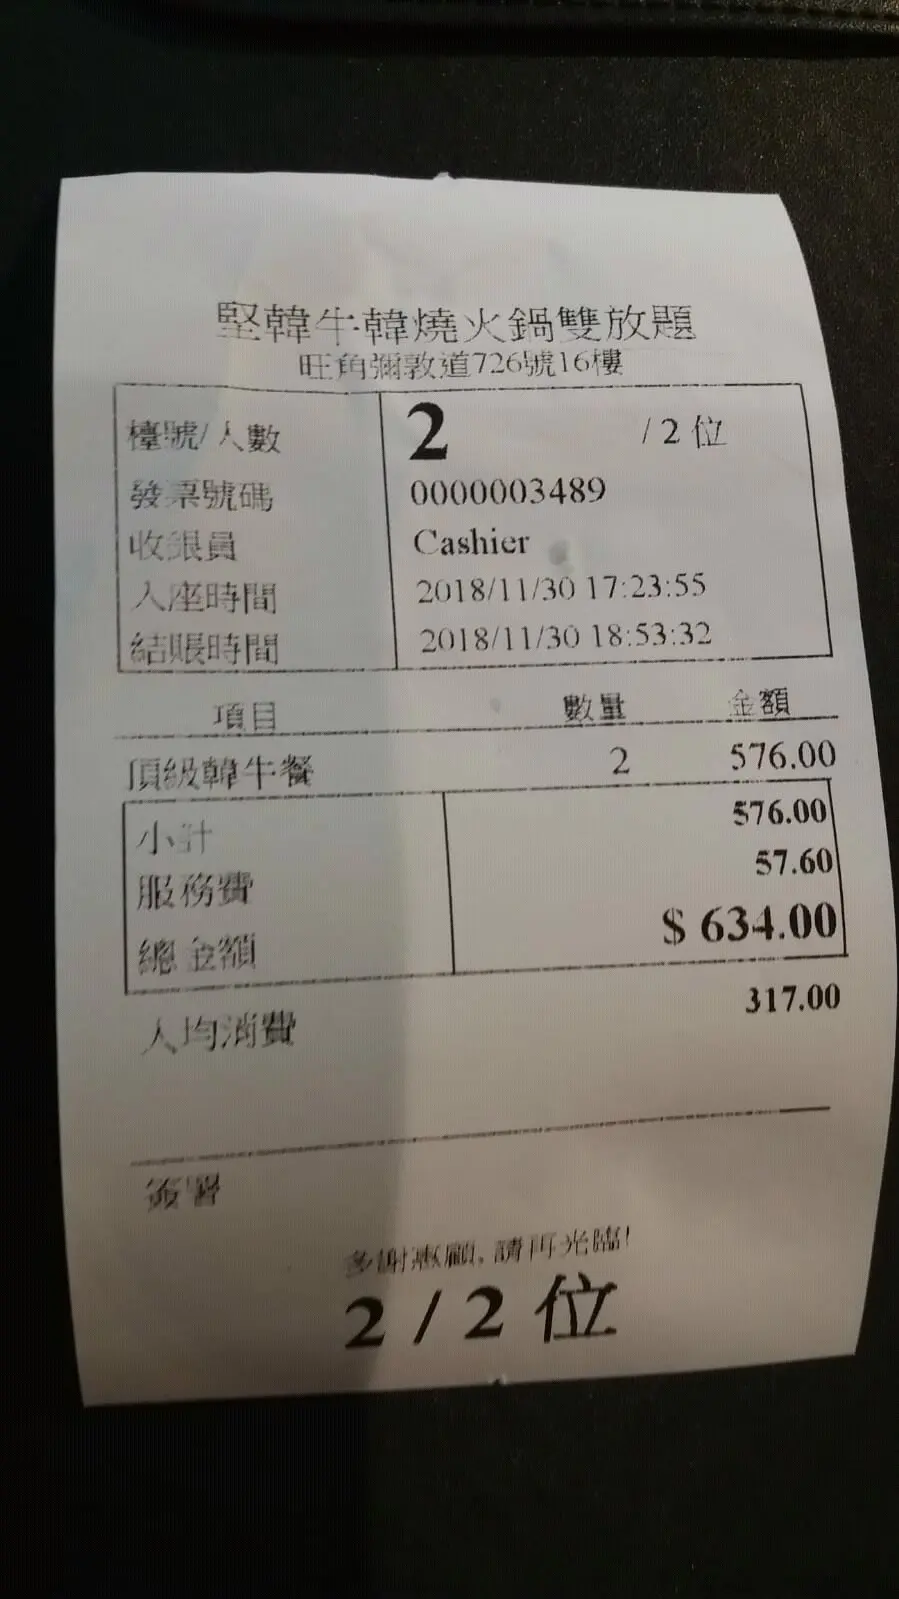 堅韓牛韓燒火鍋雙放題
旺角彌敦道726號16樓
檯號/人數 2 /2位
發票號碼 0000003489
收銀員 Cashier
入座時間 2018/11/30 17:23:55
結賬時間 2018/11/30 18:53:32
項目 數量 金額
頂級韓牛餐 2 576.00
小計 576.00
服務費 57.60
總金額 $ 634.00
人均消費 317.00
簽署
多謝惠顧, 請再光臨!
2 / 2 位